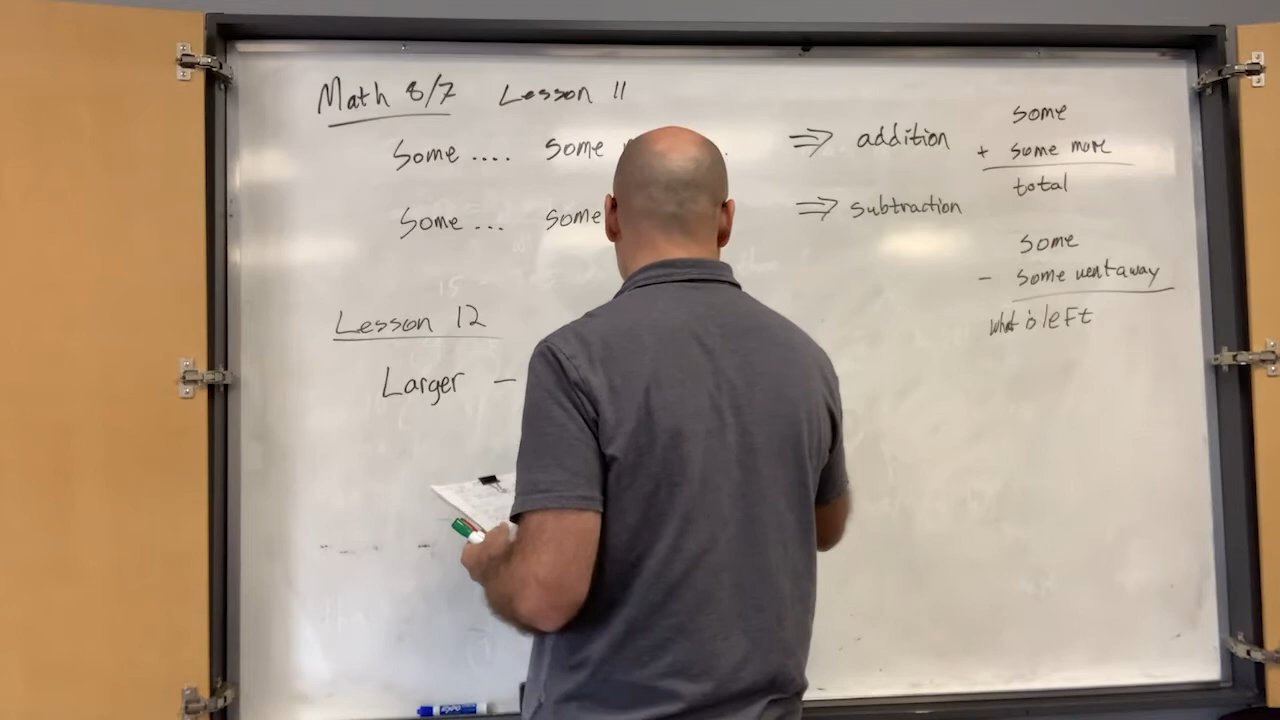 Math 8/7 Lesson 11
Some .... some
⇒ addition
some
+ some more
total
Some ... some
⇒ subtraction
some
- some went away
what is left
Lesson 12
Larger -
EXPO